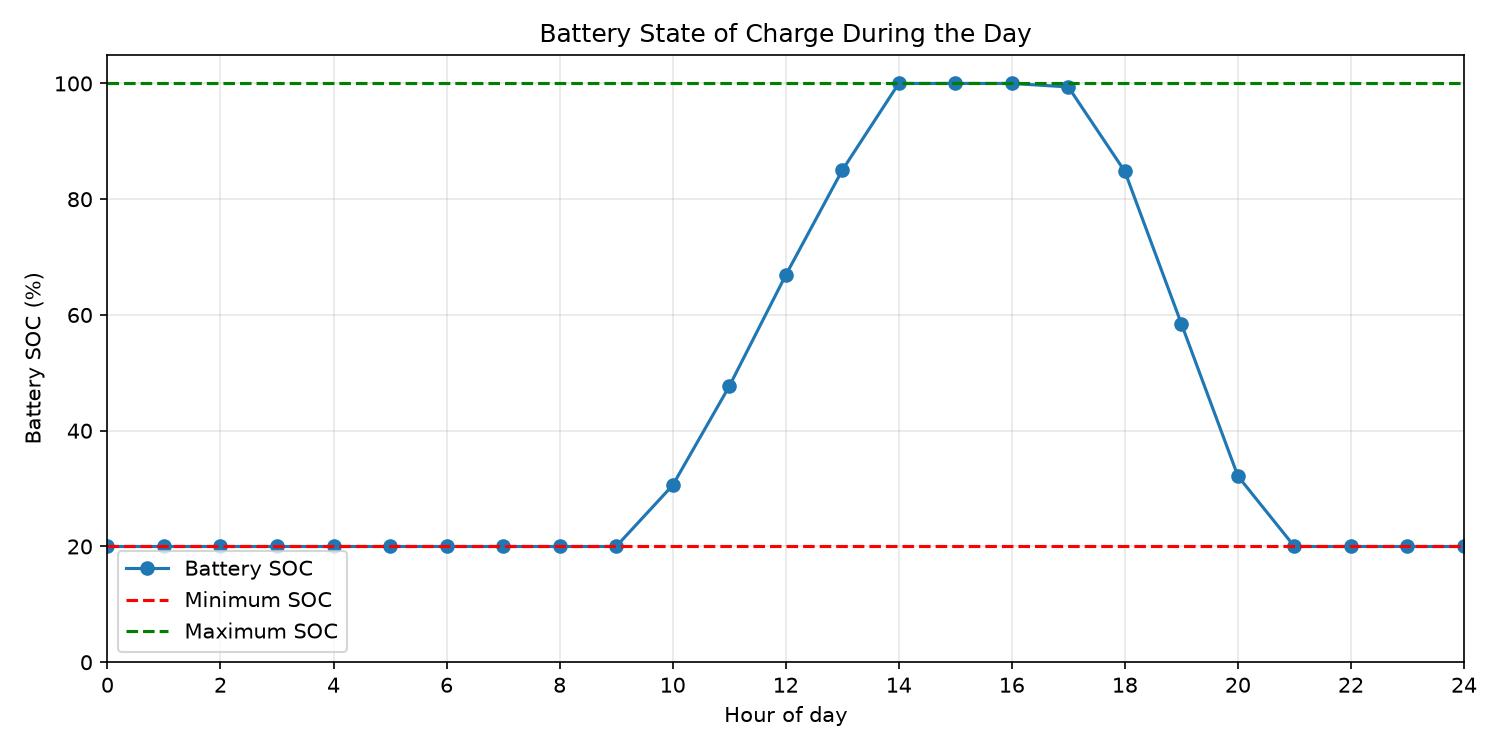 Battery State of Charge During the Day
Battery SOC (%)
100
80
60
40
20
0
Battery SOC
Minimum SOC
Maximum SOC
0 2 4 6 8 10 12 14 16 18 20 22 24
Hour of day